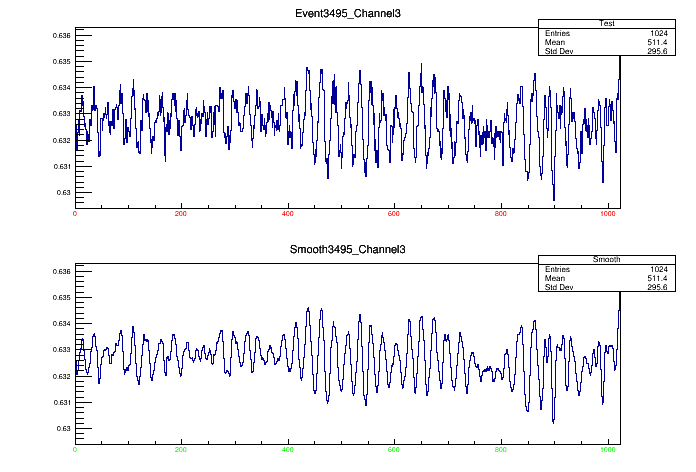 Event3495_Channel3
Test
Entries 1024
Mean 511.4
Std Dev 295.6
0.636
0.635
0.634
0.633
0.632
0.631
0.63
0 200 400 600 800 1000
Smooth3495_Channel3
Smooth
Entries 1024
Mean 511.4
Std Dev 295.6
0.636
0.635
0.634
0.633
0.632
0.631
0.63
0 200 400 600 800 1000